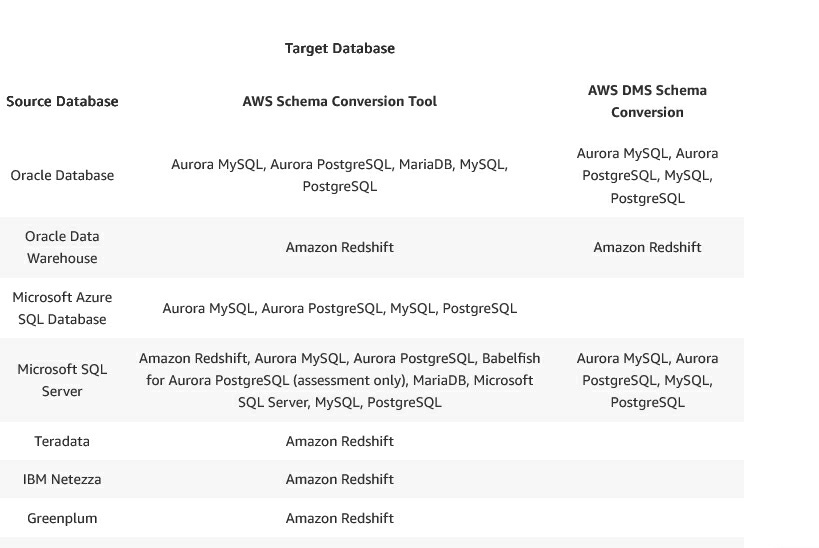 Target Database
Source Database
AWS Schema Conversion Tool
AWS DMS Schema
Conversion
Oracle Database
Aurora MySQL, Aurora PostgreSQL, MariaDB, MySQL,
PostgreSQL
Aurora MySQL, Aurora
PostgreSQL, MySQL,
PostgreSQL
Oracle Data
Warehouse
Amazon Redshift
Amazon Redshift
Microsoft Azure
SQL Database
Aurora MySQL, Aurora PostgreSQL, MySQL, PostgreSQL
Microsoft SQL
Server
Amazon Redshift, Aurora MySQL, Aurora PostgreSQL, Babelfish
for Aurora PostgreSQL (assessment only), MariaDB, Microsoft
SQL Server, MySQL, PostgreSQL
Aurora MySQL, Aurora
PostgreSQL, MySQL,
PostgreSQL
Teradata
Amazon Redshift
IBM Netezza
Amazon Redshift
Greenplum
Amazon Redshift